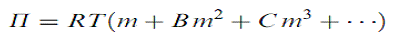 Π = RT(m + Bm² + Cm³ + ···)